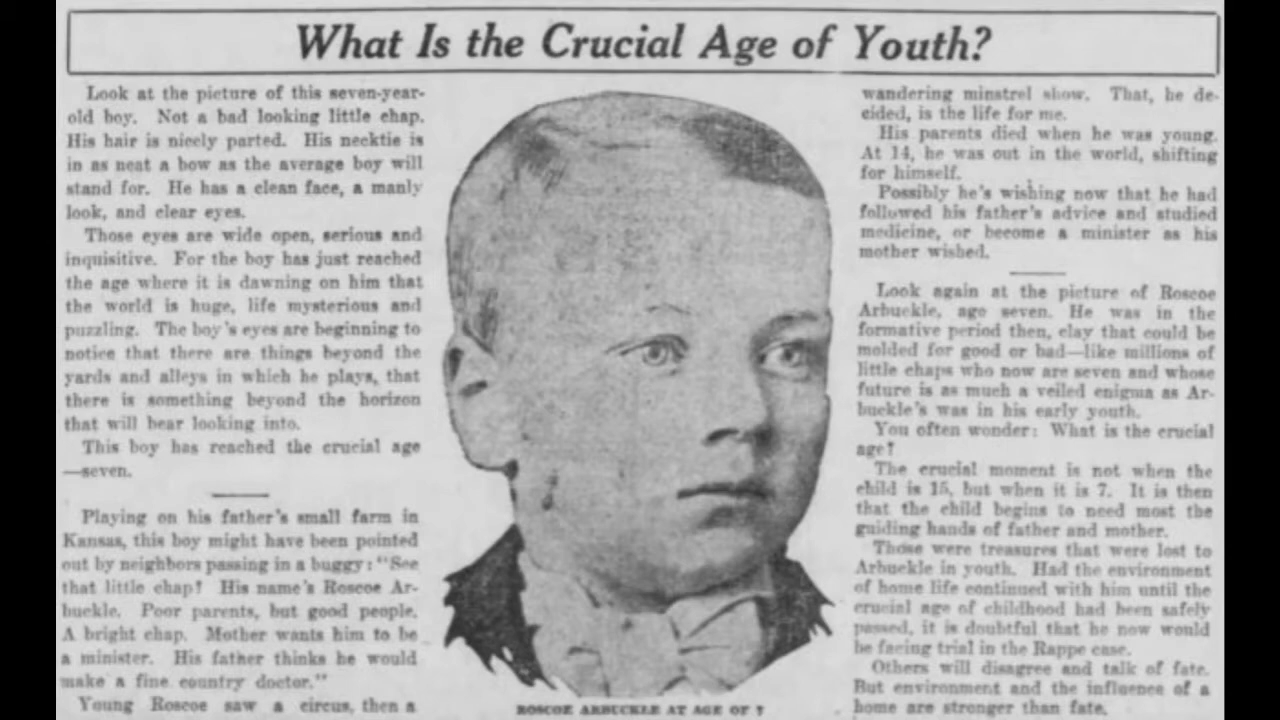 What Is the Crucial Age of Youth?
Look at the picture of this seven-year-
old boy. Not a bad looking little chap.
His hair is nicely parted. His necktie is
in as neat a bow as the average boy will
stand for. He has a clean face, a manly
look, and clear eyes.
Those eyes are wide open, serious and
inquisitive. For the boy has just reached
the age where it is dawning on him that
the world is huge, life mysterious and
puzzling. The boy's eyes are beginning to
notice that there are things beyond the
yards and alleys in which he plays, that
there is something beyond the horizon
that will bear looking into.
This boy has reached the crucial age
—seven.
Playing on his father's small farm in
Kansas, this boy might have been pointed
out by neighbors passing in a buggy: "See
that little chap? His name's Roscoe Ar-
buckle. Poor parents, but good people.
A bright chap. Mother wants him to be
a minister. His father thinks he would
make a fine country doctor."
Young Roscoe saw a circus, then a
ROSCOE ARBUCKLE AT AGE OF 7
wandering minstrel show. That, he de-
cided, is the life for me.
His parents died when he was young.
At 14, he was out in the world, shifting
for himself.
Possibly he's wishing now that he had
followed his father's advice and studied
medicine, or become a minister as his
mother wished.
Look again at the picture of Roscoe
Arbuckle, age seven. He was in the
formative period then, clay that could be
molded for good or bad—like millions of
little chaps who now are seven and whose
future is as much a veiled enigma as Ar-
buckle's was in his early youth.
You often wonder: What is the crucial
age?
The crucial moment is not when the
child is 15, but when it is 7. It is then
that the child begins to need most the
guiding hands of father and mother.
Those were treasures that were lost to
Arbuckle in youth. Had the environment
of home life continued with him until the
crucial age of childhood had been safely
passed, it is doubtful that he now would
be facing trial in the Rappe case.
Others will disagree and talk of fate.
But environment and the influence of a
home are stronger than fate.